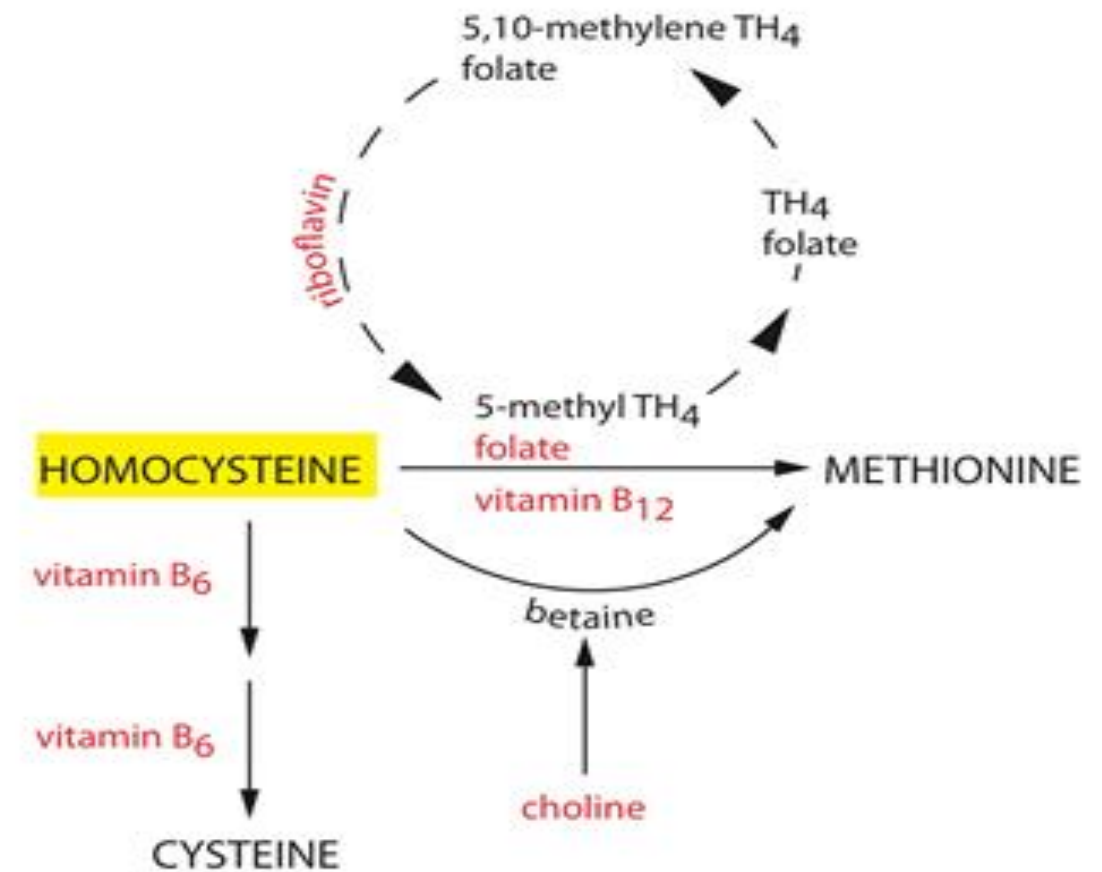 5,10-methylene TH4
folate
riboflavin
TH4
folate
5-methyl TH4
folate
HOMOCYSTEINE
METHIONINE
vitamin B12
vitamin B6
betaine
vitamin B6
choline
CYSTEINE